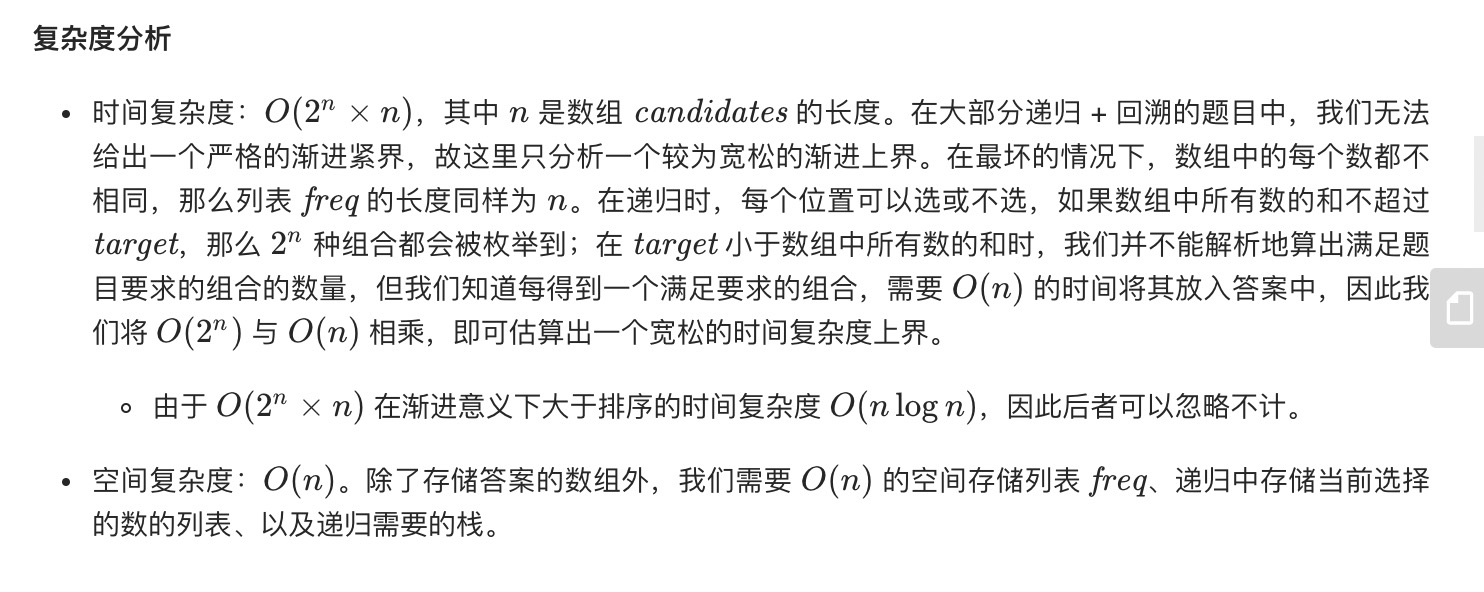 复杂度分析
• 时间复杂度：O(2ⁿ × n)，其中 n 是数组 candidates 的长度。在大部分递归 + 回溯的题目中，我们无法
给出一个严格的渐进紧界，故这里只分析一个较为宽松的渐进上界。在最坏的情况下，数组中的每个数都不
相同，那么列表 freq 的长度同样为 n。在递归时，每个位置可以选或不选，如果数组中所有数的和不超过
target，那么 2ⁿ 种组合都会被枚举到；在 target 小于数组中所有数的和时，我们并不能解析地算出满足题
目要求的组合的数量，但我们知道每得到一个满足要求的组合，需要 O(n) 的时间将其放入答案中，因此我
们将 O(2ⁿ) 与 O(n) 相乘，即可估算出一个宽松的时间复杂度上界。
◦ 由于 O(2ⁿ × n) 在渐进意义下大于排序的时间复杂度 O(n log n)，因此后者可以忽略不计。
• 空间复杂度：O(n)。除了存储答案的数组外，我们需要 O(n) 的空间存储列表 freq、递归中存储当前选择
的数的列表、以及递归需要的栈。